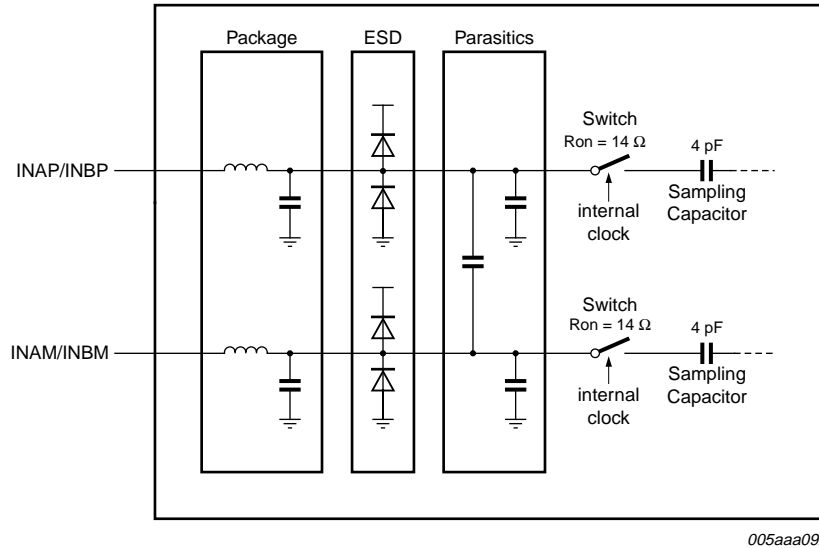 Package
ESD
Parasitics
Switch
Ron = 14 Ω
4 pF
INAP/INBP
internal
clock
Sampling
Capacitor
Switch
Ron = 14 Ω
4 pF
INAM/INBM
internal
clock
Sampling
Capacitor
005aaa09